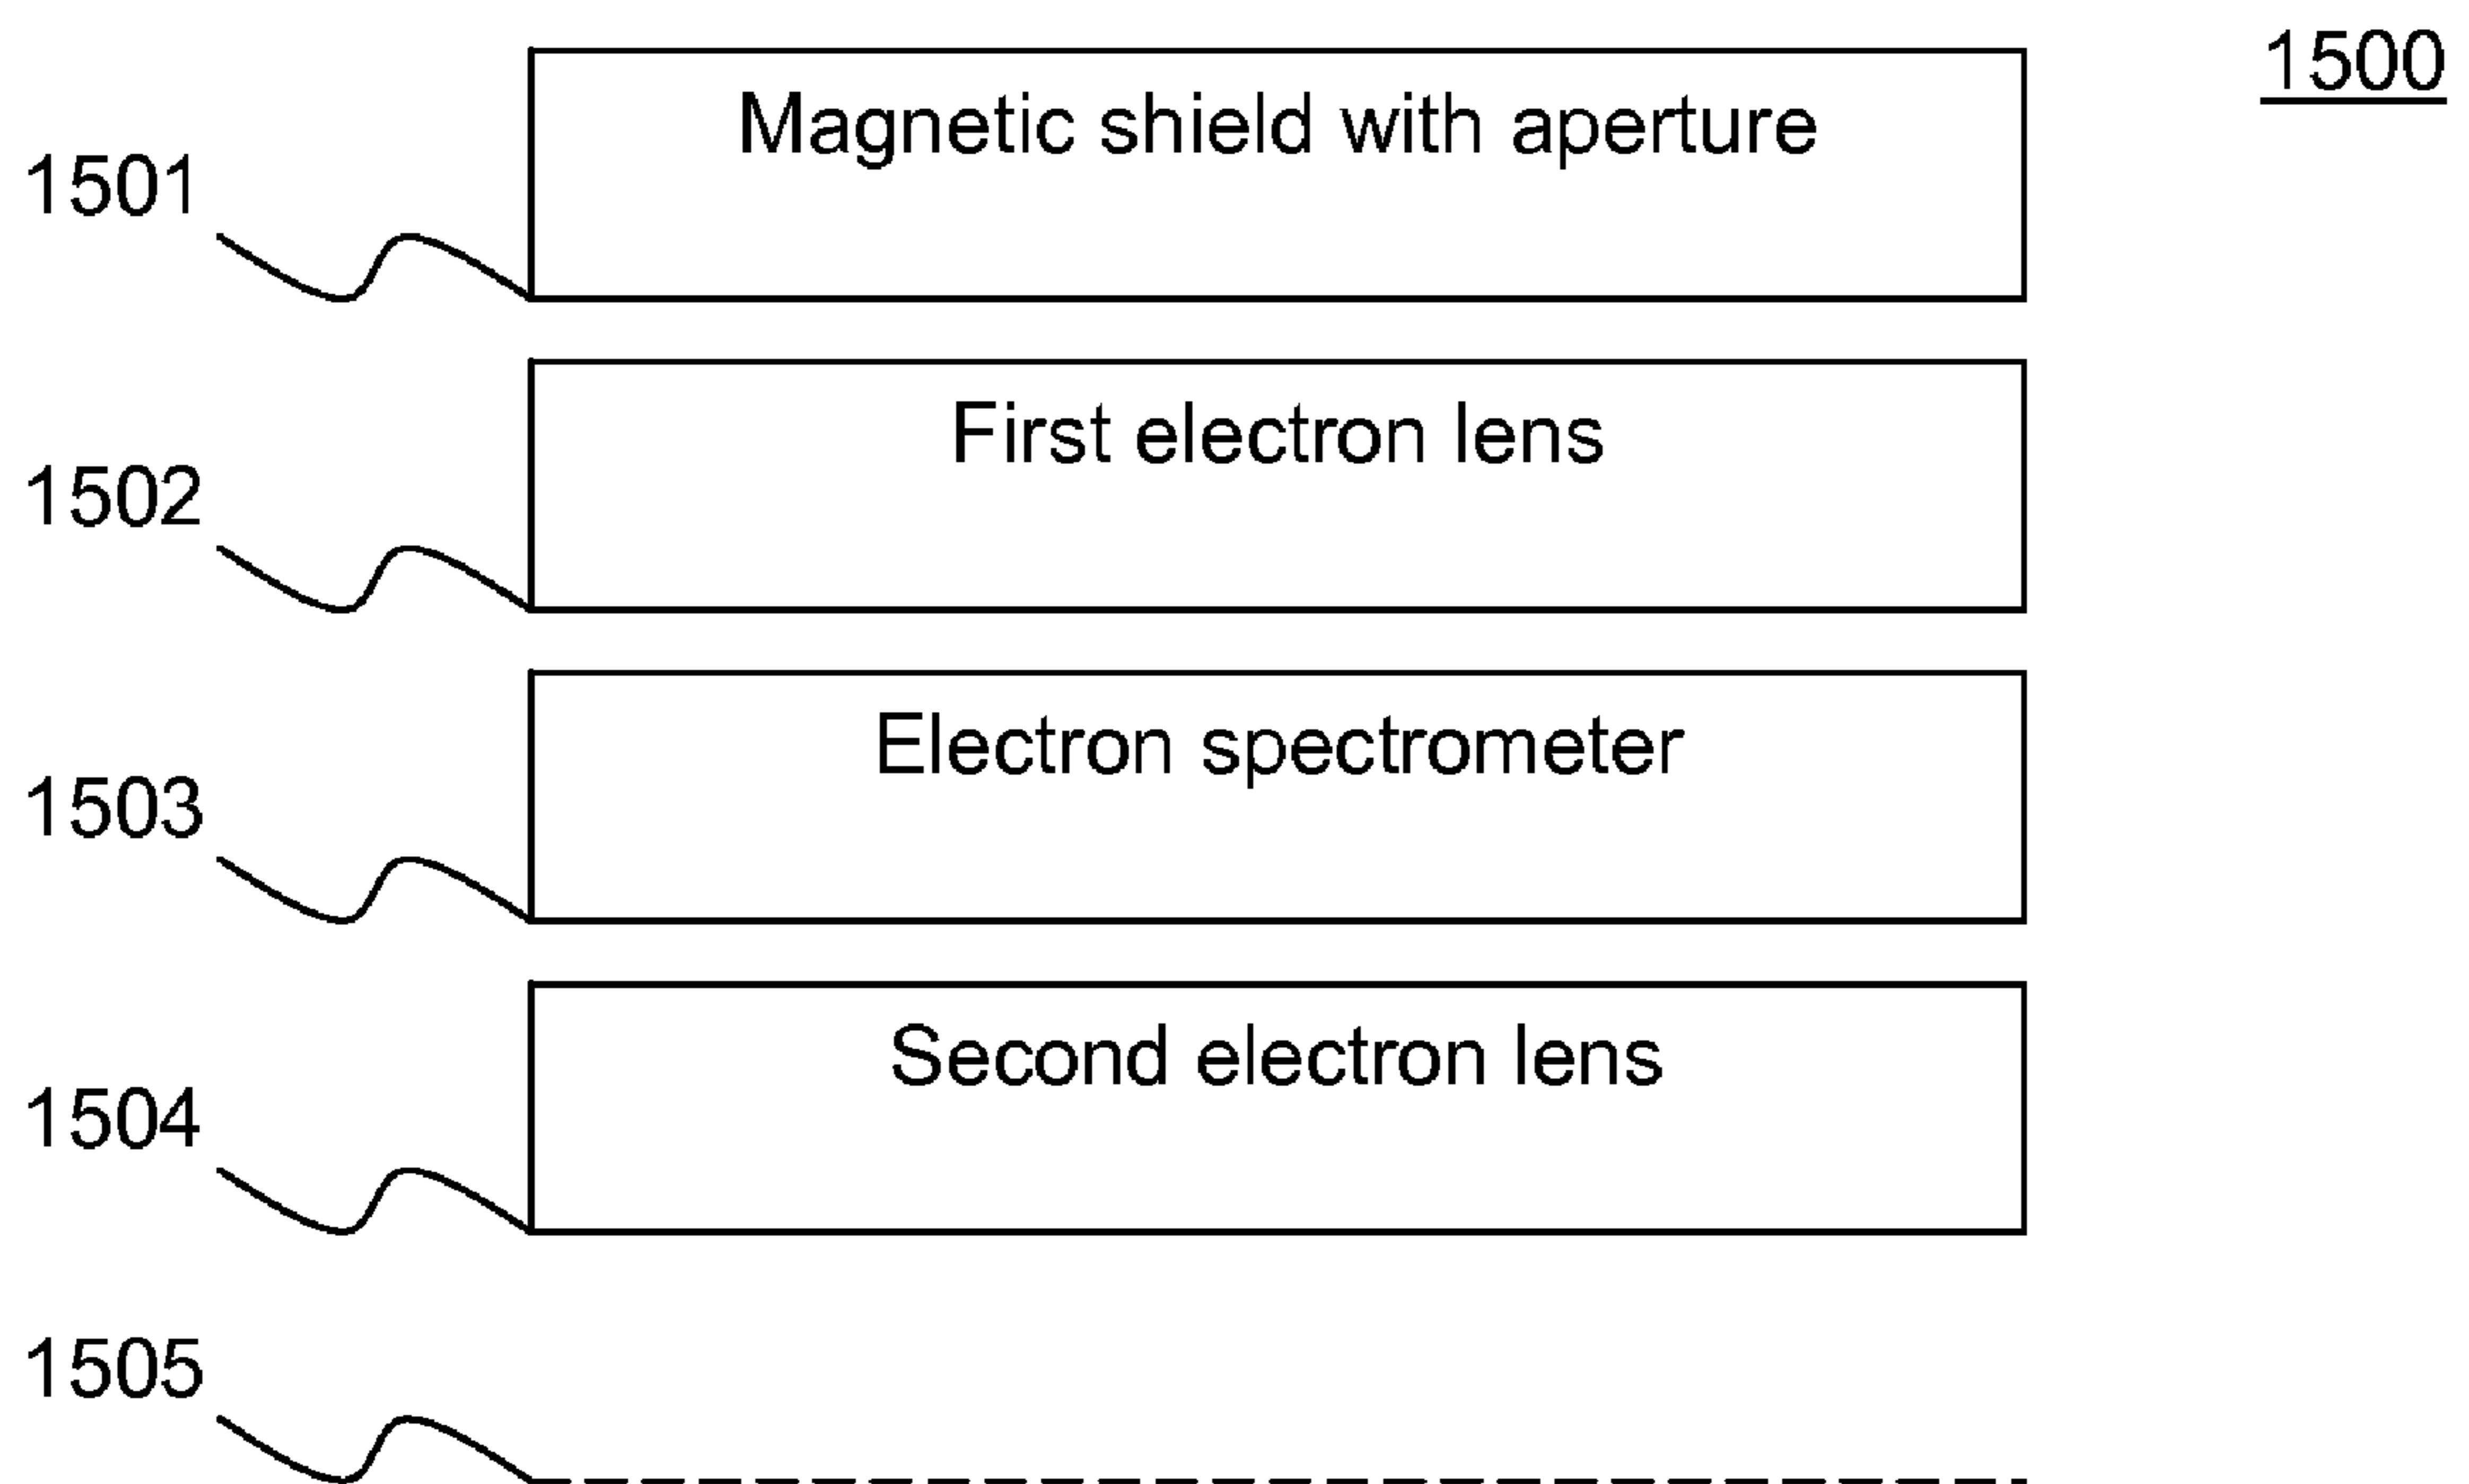 1500
Magnetic shield with aperture
1501
First electron lens
1502
Electron spectrometer
1503
Second electron lens
1504
1505